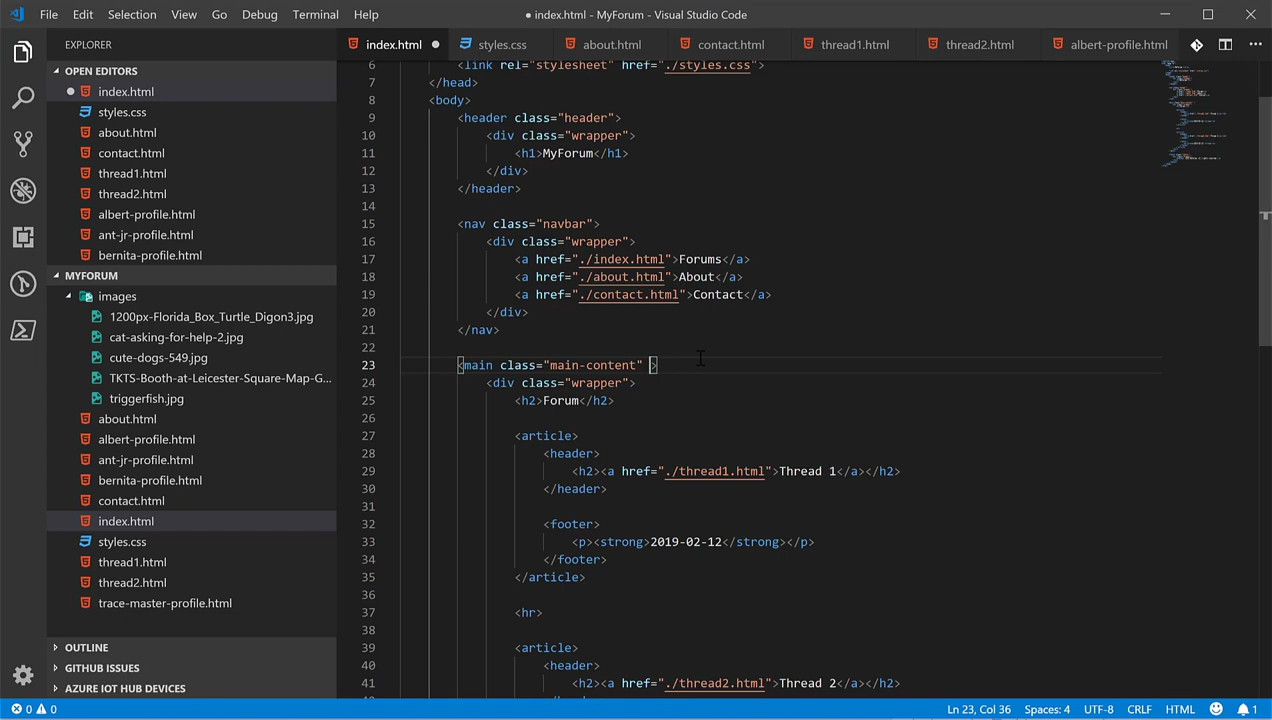 File Edit Selection View Go Debug Terminal Help
● index.html - MyForum - Visual Studio Code
EXPLORER
OPEN EDITORS
index.html
styles.css
about.html
contact.html
thread1.html
thread2.html
albert-profile.html
ant-jr-profile.html
bernita-profile.html
MYFORUM
images
1200px-Florida_Box_Turtle_Digon3.jpg
cat-asking-for-help-2.jpg
cute-dogs-549.jpg
TKTS-Booth-at-Leicester-Square-Map-G...
triggerfish.jpg
about.html
albert-profile.html
ant-jr-profile.html
bernita-profile.html
contact.html
index.html
styles.css
thread1.html
thread2.html
trace-master-profile.html
OUTLINE
GITHUB ISSUES
AZURE IOT HUB DEVICES
index.html styles.css about.html contact.html thread1.html thread2.html albert-profile.html
6 <link rel="stylesheet" href="./styles.css">
7 </head>
8 <body>
9 <header class="header">
10 <div class="wrapper">
11 <h1>MyForum</h1>
12 </div>
13 </header>
14
15 <nav class="navbar">
16 <div class="wrapper">
17 <a href="./index.html">Forums</a>
18 <a href="./about.html">About</a>
19 <a href="./contact.html">Contact</a>
20 </div>
21 </nav>
22
23 <main class="main-content" >
24 <div class="wrapper">
25 <h2>Forum</h2>
26
27 <article>
28 <header>
29 <h2><a href="./thread1.html">Thread 1</a></h2>
30 </header>
31
32 <footer>
33 <p><strong>2019-02-12</strong></p>
34 </footer>
35 </article>
36
37 <hr>
38
39 <article>
40 <header>
41 <h2><a href="./thread2.html">Thread 2</a></h2>
0 0 Ln 23, Col 36 Spaces: 4 UTF-8 CRLF HTML 1